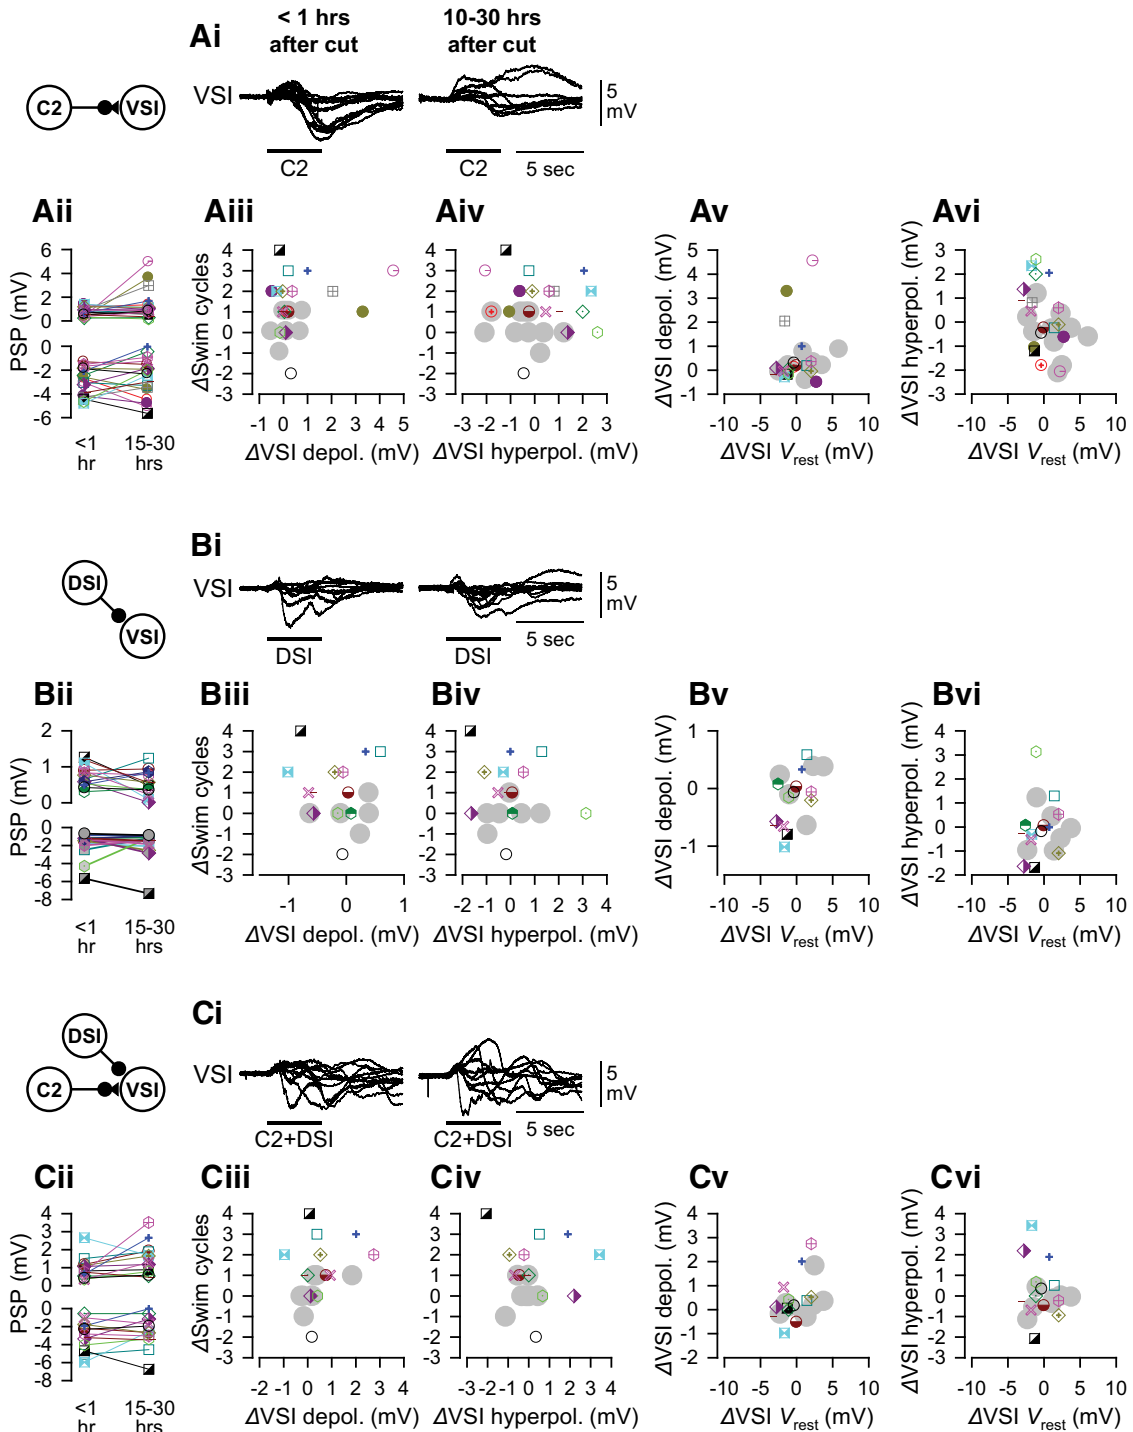 Ai
< 1 hrs
after cut
10-30 hrs
after cut
C2
VSI
VSI
5
mV
C2
C2
5 sec
Aii
Aiii
Aiv
Av
Avi
PSP (mV)
6
4
2
0
0
-2
-4
-6
<1
hr
15-30
hrs
ΔSwim cycles
4
3
2
1
0
-1
-2
-3
-1 0 1 2 3 4 5
ΔVSI depol. (mV)
4
3
2
1
0
-1
-2
-3
-3 -2 -1 0 1 2 3
ΔVSI hyperpol. (mV)
ΔVSI depol. (mV)
5
4
3
2
1
0
-1
-10 -5 0 5 10
ΔVSI Vrest (mV)
ΔVSI hyperpol. (mV)
3
2
1
0
-1
-2
-3
-10 -5 0 5 10
ΔVSI Vrest (mV)
Bi
DSI
VSI
VSI
5
mV
DSI
DSI
5 sec
Bii
Biii
Biv
Bv
Bvi
PSP (mV)
2
1
0
0
-2
-4
-6
-8
<1
hr
15-30
hrs
ΔSwim cycles
4
3
2
1
0
-1
-2
-3
-1 0 1
ΔVSI depol. (mV)
4
3
2
1
0
-1
-2
-3
-2 -1 0 1 2 3 4
ΔVSI hyperpol. (mV)
ΔVSI depol. (mV)
1
0
-1
-10 -5 0 5 10
ΔVSI Vrest (mV)
ΔVSI hyperpol. (mV)
4
3
2
1
0
-1
-2
-10 -5 0 5 10
ΔVSI Vrest (mV)
Ci
DSI
C2
VSI
VSI
5
mV
C2+DSI
C2+DSI
5 sec
Cii
Ciii
Civ
Cv
Cvi
PSP (mV)
4
2
0
0
-2
-4
-6
-8
<1
hr
15-30
hrs
ΔSwim cycles
4
3
2
1
0
-1
-2
-3
-2 -1 0 1 2 3 4
ΔVSI depol. (mV)
4
3
2
1
0
-1
-2
-3
-3 -2 -1 0 1 2 3 4
ΔVSI hyperpol. (mV)
ΔVSI depol. (mV)
4
3
2
1
0
-1
-2
-10 -5 0 5 10
ΔVSI Vrest (mV)
ΔVSI hyperpol. (mV)
4
3
2
1
0
-1
-2
-3
-10 -5 0 5 10
ΔVSI Vrest (mV)